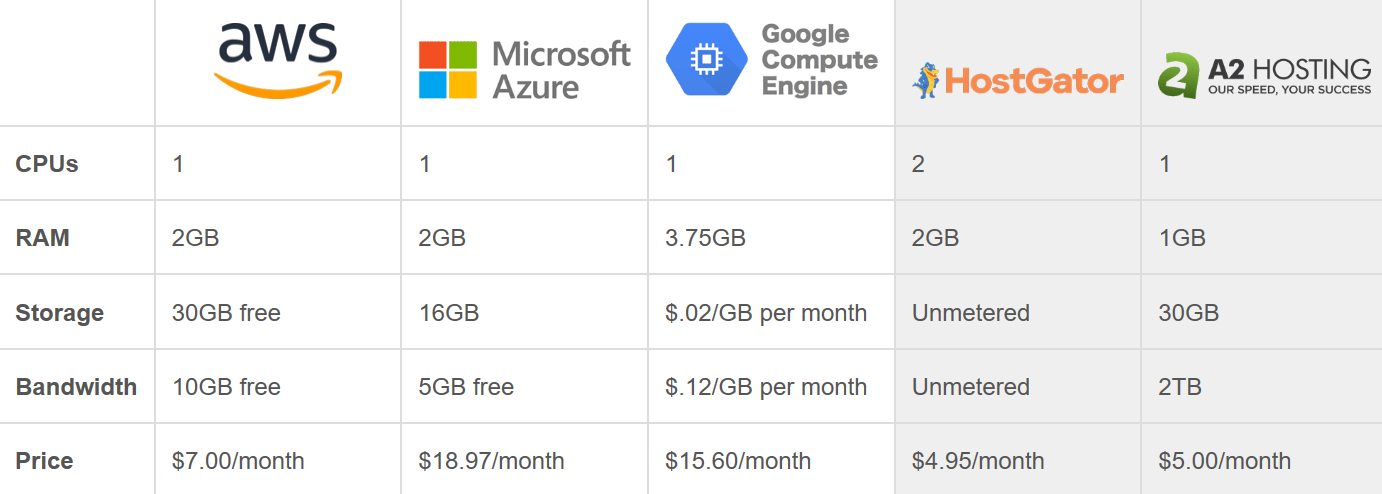 aws
Microsoft
Azure
Google
Compute
Engine
HostGator
2 A2 HOSTING
OUR SPEED, YOUR SUCCESS
CPUs 1 1 1 2 1
RAM 2GB 2GB 3.75GB 2GB 1GB
Storage 30GB free 16GB $.02/GB per month Unmetered 30GB
Bandwidth 10GB free 5GB free $.12/GB per month Unmetered 2TB
Price $7.00/month $18.97/month $15.60/month $4.95/month $5.00/month